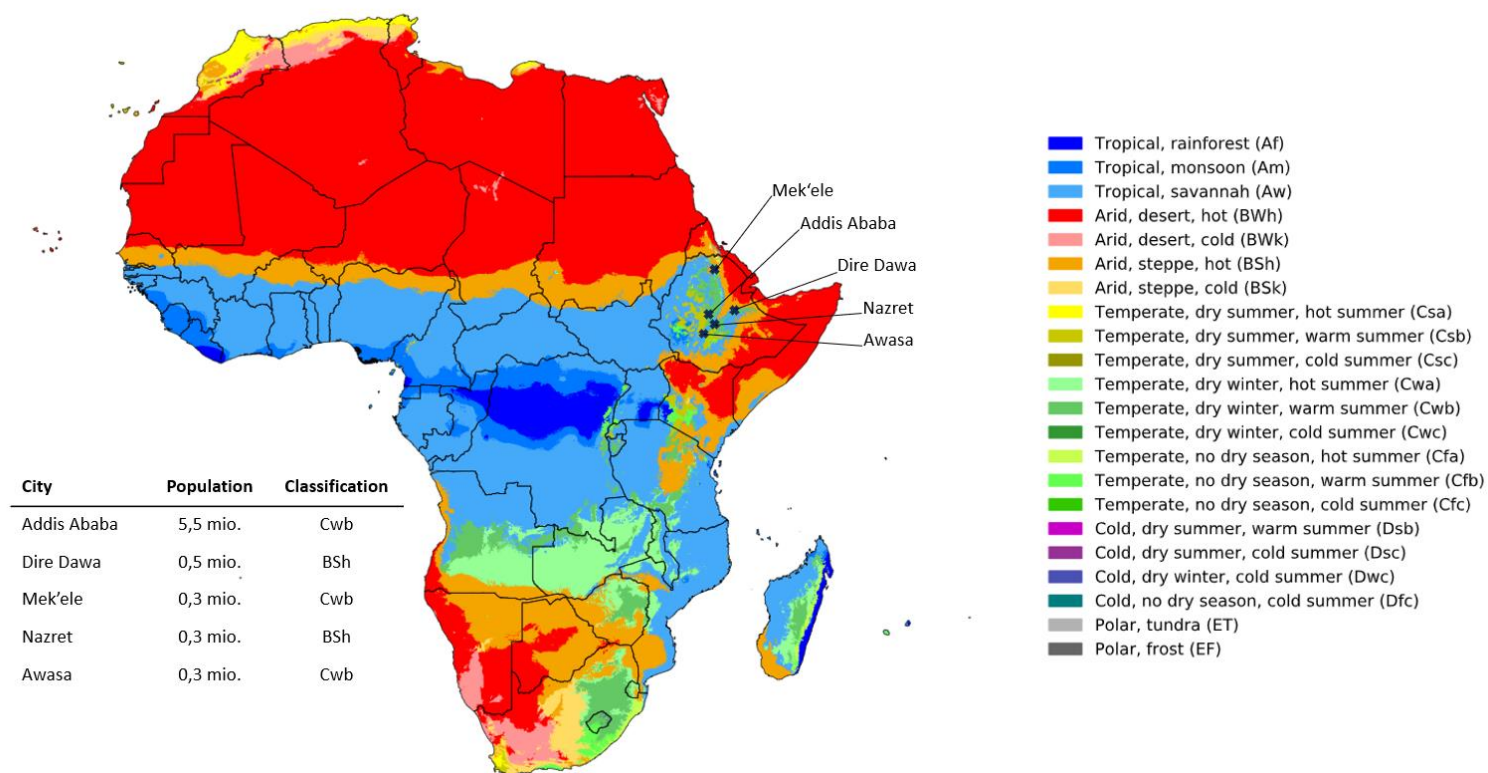 Mek‘ele
Addis Ababa
Dire Dawa
Nazret
Awasa
City Population Classification
Addis Ababa 5,5 mio. Cwb
Dire Dawa 0,5 mio. BSh
Mek’ele 0,3 mio. Cwb
Nazret 0,3 mio. BSh
Awasa 0,3 mio. Cwb
Tropical, rainforest (Af)
Tropical, monsoon (Am)
Tropical, savannah (Aw)
Arid, desert, hot (BWh)
Arid, desert, cold (BWk)
Arid, steppe, hot (BSh)
Arid, steppe, cold (BSk)
Temperate, dry summer, hot summer (Csa)
Temperate, dry summer, warm summer (Csb)
Temperate, dry summer, cold summer (Csc)
Temperate, dry winter, hot summer (Cwa)
Temperate, dry winter, warm summer (Cwb)
Temperate, dry winter, cold summer (Cwc)
Temperate, no dry season, hot summer (Cfa)
Temperate, no dry season, warm summer (Cfb)
Temperate, no dry season, cold summer (Cfc)
Cold, dry summer, warm summer (Dsb)
Cold, dry summer, cold summer (Dsc)
Cold, dry winter, cold summer (Dwc)
Cold, no dry season, cold summer (Dfc)
Polar, tundra (ET)
Polar, frost (EF)